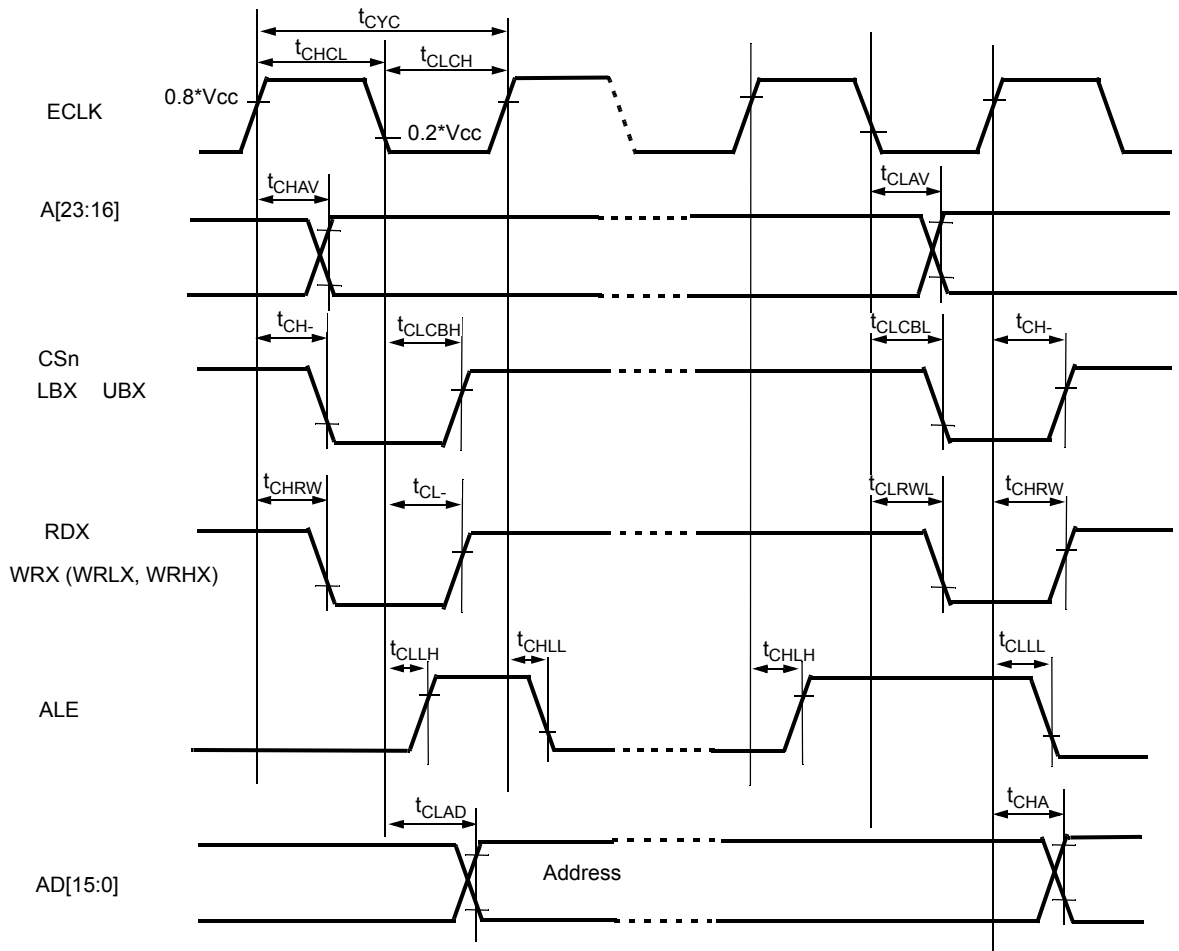 tCYC
tCHCL
tCLCH
0.8*Vcc
ECLK
0.2*Vcc
tCHAV
tCLAV
A[23:16]
tCH-
tCLCBH
tCLCBL
tCH-
CSn
LBX UBX
tCHRW
tCL-
tCLRWL
tCHRW
RDX
WRX (WRLX, WRHX)
tCLLH
tCHLL
tCHLH
tCLLL
ALE
tCLAD
tCHA
Address
AD[15:0]